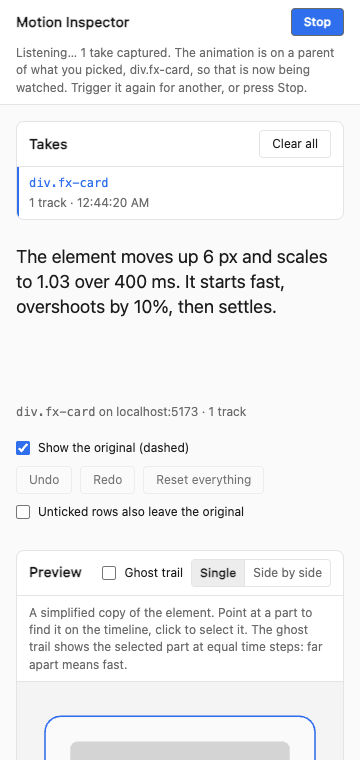 Motion Inspector
Stop
Listening... 1 take captured. The animation is on a parent
of what you picked, div.fx-card, so that is now being
watched. Trigger it again for another, or press Stop.
Takes
Clear all
div.fx-card
1 track · 12:44:20 AM
The element moves up 6 px and scales
to 1.03 over 400 ms. It starts fast,
overshoots by 10%, then settles.
div.fx-card on localhost:5173 · 1 track
Show the original (dashed)
Undo
Redo
Reset everything
Unticked rows also leave the original
Preview
Ghost trail
Single
Side by side
A simplified copy of the element. Point at a part to
find it on the timeline, click to select it. The ghost
trail shows the selected part at equal time steps: far
apart means fast.